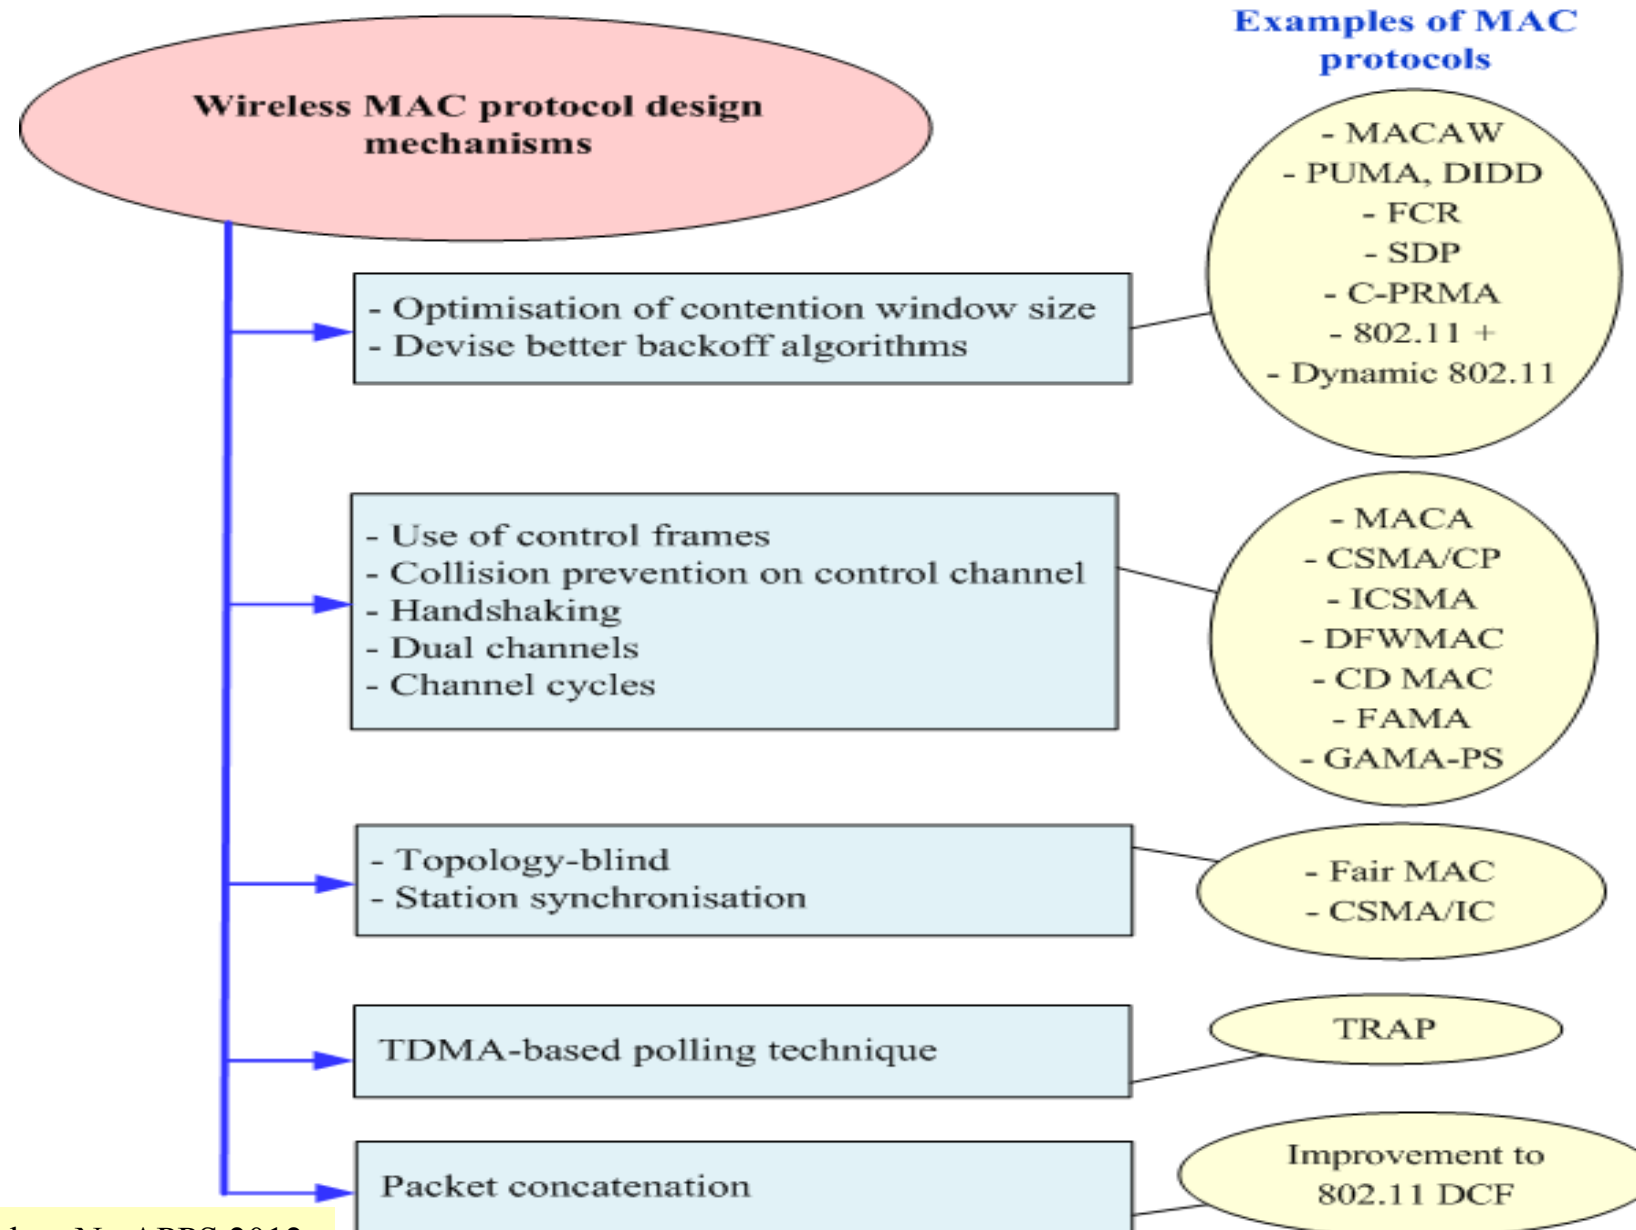 Examples of MAC
protocols
Wireless MAC protocol design
mechanisms
- Optimisation of contention window size
- Devise better backoff algorithms
- MACAW
- PUMA, DIDD
- FCR
- SDP
- C-PRMA
- 802.11 +
- Dynamic 802.11
- Use of control frames
- Collision prevention on control channel
- Handshaking
- Dual channels
- Channel cycles
- MACA
- CSMA/CP
- ICSMA
- DFWMAC
- CD MAC
- FAMA
- GAMA-PS
- Topology-blind
- Station synchronisation
- Fair MAC
- CSMA/IC
TDMA-based polling technique
TRAP
Packet concatenation
Improvement to
802.11 DCF
2012